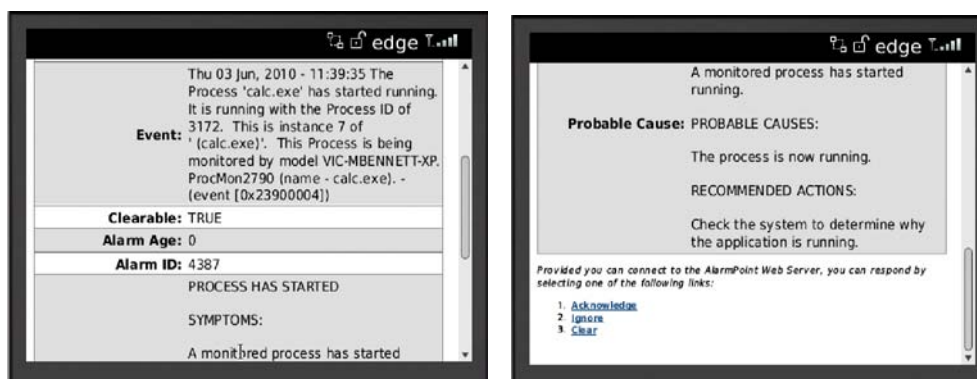 edge
Thu 03 Jun, 2010 - 11:39:35 The
Process 'calc.exe' has started running.
It is running with the Process ID of
Event: 3172. This is instance 7 of
' (calc.exe)'. This Process is being
monitored by model VIC-MBENNETT-XP.
ProcMon2790 (name - calc.exe). -
(event [0x23900004])
Clearable: TRUE
Alarm Age: 0
Alarm ID: 4387
PROCESS HAS STARTED
SYMPTOMS:
A monitored process has started
edge
A monitored process has started
running.
Probable Cause: PROBABLE CAUSES:
The process is now running.
RECOMMENDED ACTIONS:
Check the system to determine why
the application is running.
Provided you can connect to the AlarmPoint Web Server, you can respond by
selecting one of the following links:
1. Acknowledge
2. Ignore
3. Clear